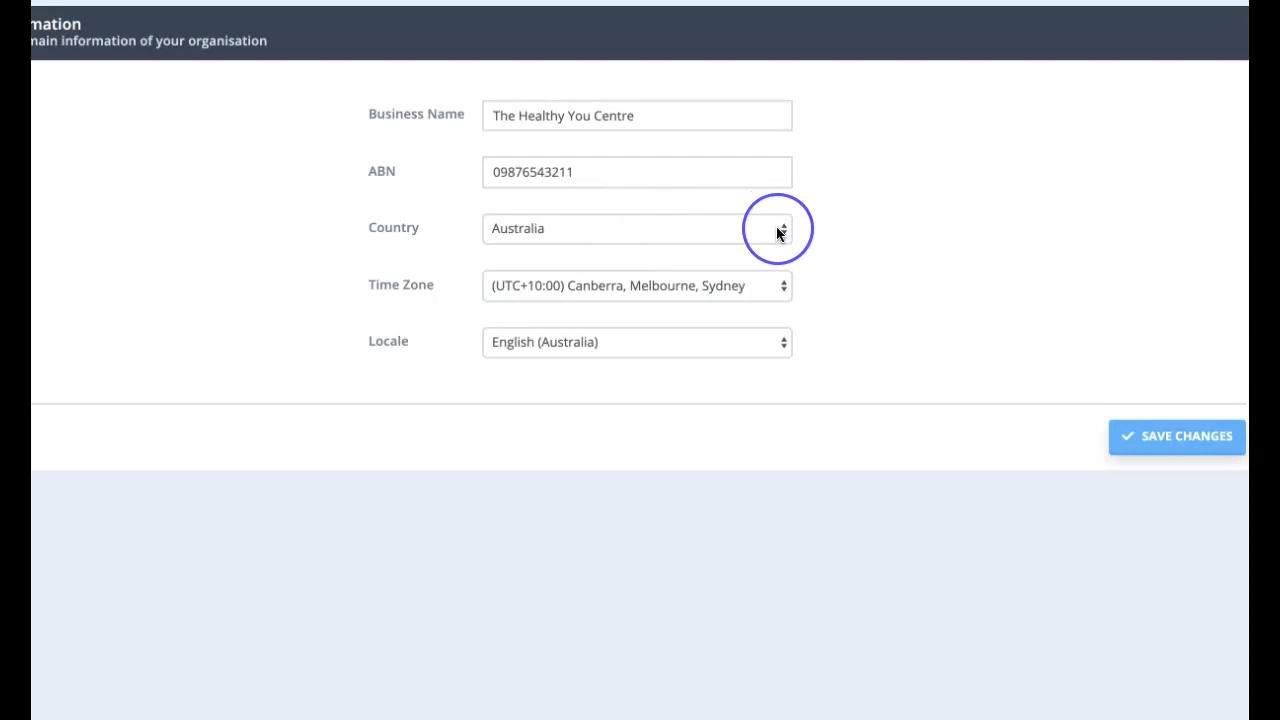 mation
main information of your organisation
Business Name The Healthy You Centre
ABN 09876543211
Country Australia
Time Zone (UTC+10:00) Canberra, Melbourne, Sydney
Locale English (Australia)
SAVE CHANGES